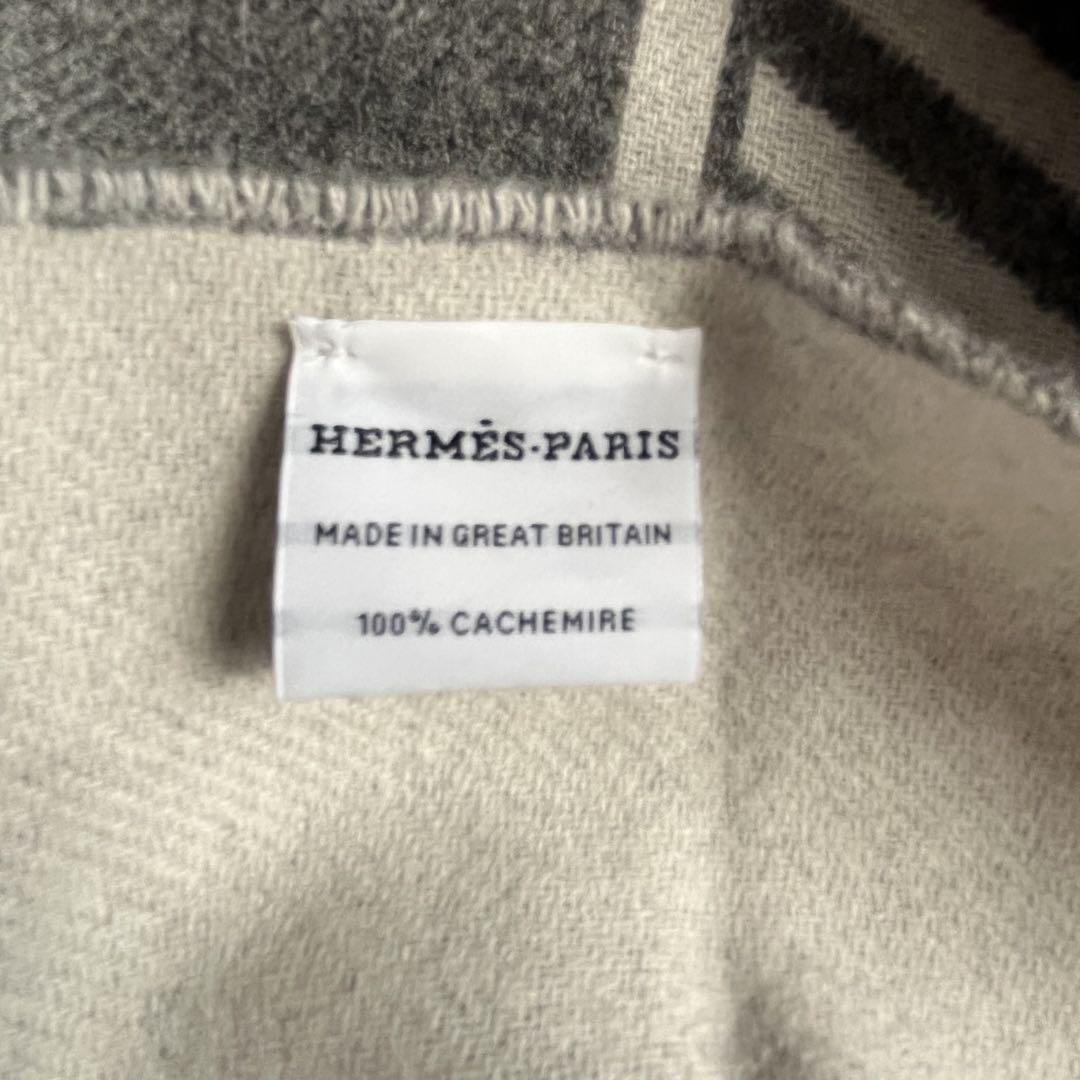 HERMÈS-PARIS
MADE IN GREAT BRITAIN
100% CACHEMIRE